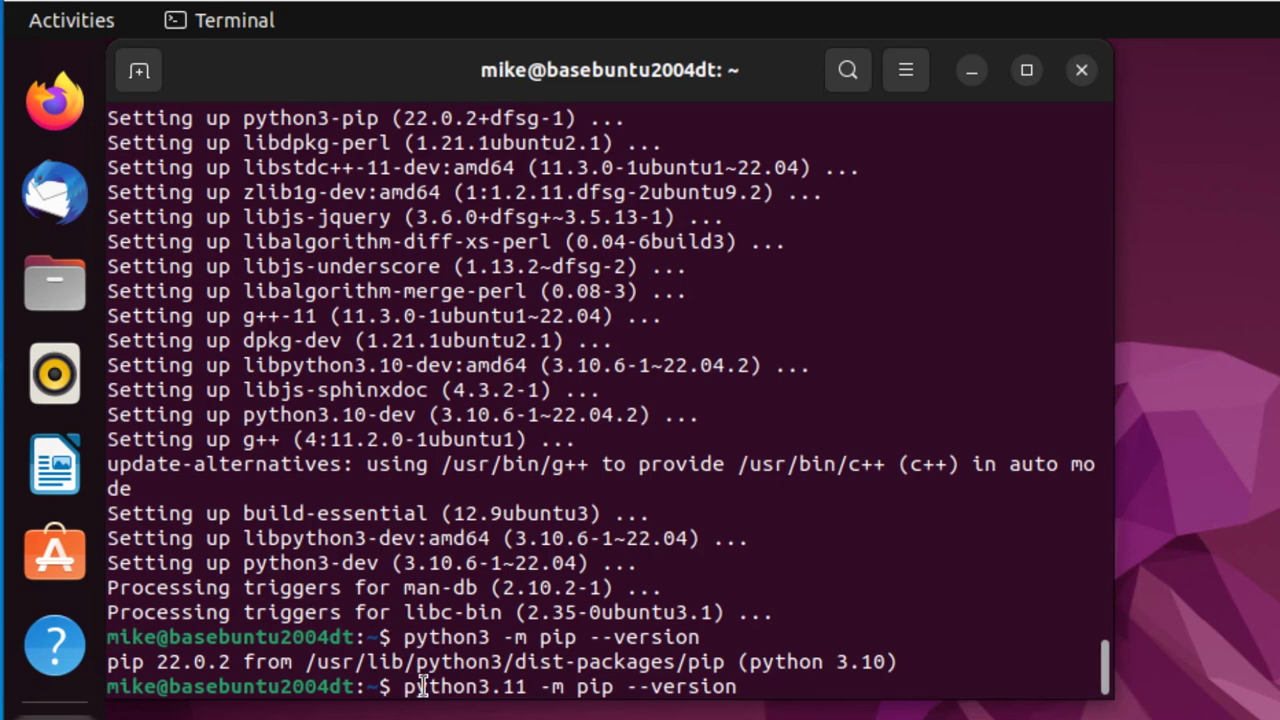 Activities
Terminal
mike@basebuntu2004dt: ~
Setting up python3-pip (22.0.2+dfsg-1) ...
Setting up libdpkg-perl (1.21.1ubuntu2.1) ...
Setting up libstdc++-11-dev:amd64 (11.3.0-1ubuntu1~22.04) ...
Setting up zlib1g-dev:amd64 (1:1.2.11.dfsg-2ubuntu9.2) ...
Setting up libjs-jquery (3.6.0+dfsg+~3.5.13-1) ...
Setting up libalgorithm-diff-xs-perl (0.04-6build3) ...
Setting up libjs-underscore (1.13.2~dfsg-2) ...
Setting up libalgorithm-merge-perl (0.08-3) ...
Setting up g++-11 (11.3.0-1ubuntu1~22.04) ...
Setting up dpkg-dev (1.21.1ubuntu2.1) ...
Setting up libpython3.10-dev:amd64 (3.10.6-1~22.04.2) ...
Setting up libjs-sphinxdoc (4.3.2-1) ...
Setting up python3.10-dev (3.10.6-1~22.04.2) ...
Setting up g++ (4:11.2.0-1ubuntu1) ...
update-alternatives: using /usr/bin/g++ to provide /usr/bin/c++ (c++) in auto mo
de
Setting up build-essential (12.9ubuntu3) ...
Setting up libpython3-dev:amd64 (3.10.6-1~22.04) ...
Setting up python3-dev (3.10.6-1~22.04) ...
Processing triggers for man-db (2.10.2-1) ...
Processing triggers for libc-bin (2.35-0ubuntu3.1) ...
mike@basebuntu2004dt:~$ python3 -m pip --version
pip 22.0.2 from /usr/lib/python3/dist-packages/pip (python 3.10)
mike@basebuntu2004dt:~$ python3.11 -m pip --version